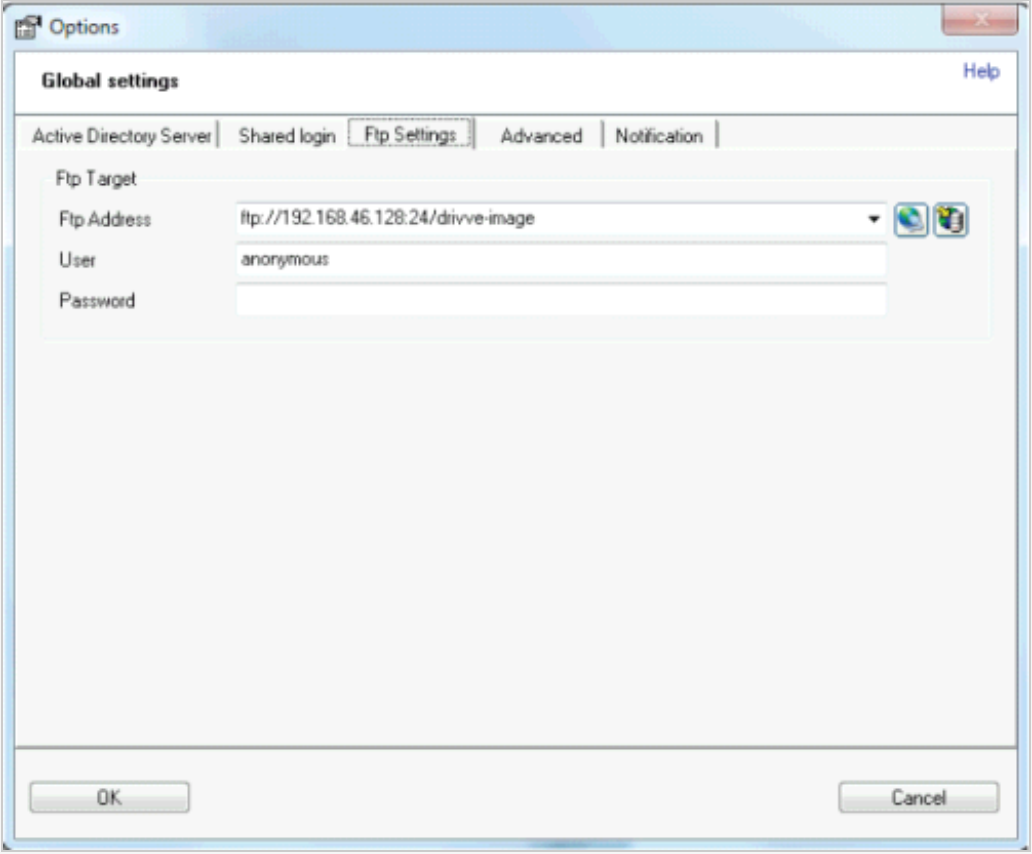 Options
Global settings
Help
Active Directory Server Shared login Ftp Settings Advanced Notification
Ftp Target
Ftp Address ftp://192.168.46.128:24/drivve-image
User anonymous
Password
OK Cancel